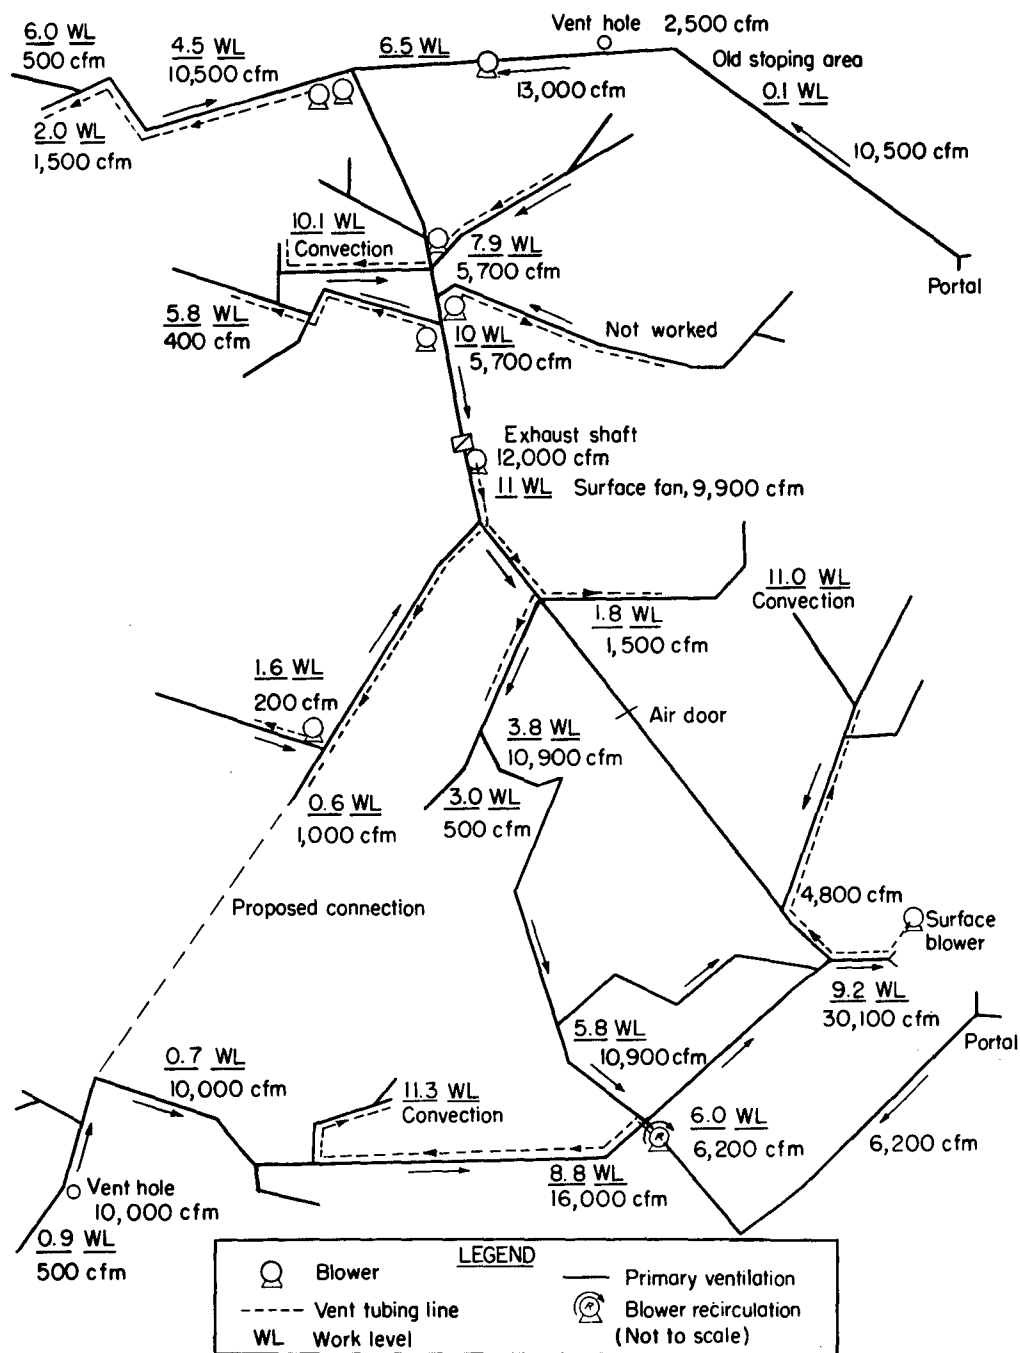 Vent hole 2,500 cfm
6.0 WL
500 cfm
4.5 WL
10,500 cfm
6.5 WL
13,000 cfm
Old stoping area
0.1 WL
10,500 cfm
2.0 WL
1,500 cfm
Portal
10.1 WL
Convection
7.9 WL
5,700 cfm
5.8 WL
400 cfm
10 WL
5,700 cfm
Not worked
Exhaust shaft
12,000 cfm
11 WL Surface fan, 9,900 cfm
11.0 WL
Convection
1.8 WL
1,500 cfm
1.6 WL
200 cfm
Air door
3.8 WL
10,900 cfm
0.6 WL
1,000 cfm
3.0 WL
500 cfm
Proposed connection
4,800 cfm
Surface
blower
9.2 WL
30,100 cfm
5.8 WL
10,900 cfm
Portal
0.7 WL
10,000 cfm
11.3 WL
Convection
6.0 WL
6,200 cfm
6,200 cfm
8.8 WL
16,000 cfm
Vent hole
10,000 cfm
0.9 WL
500 cfm
LEGEND
Blower
Primary ventilation
Vent tubing line
R
Blower recirculation
WL Work level
(Not to scale)